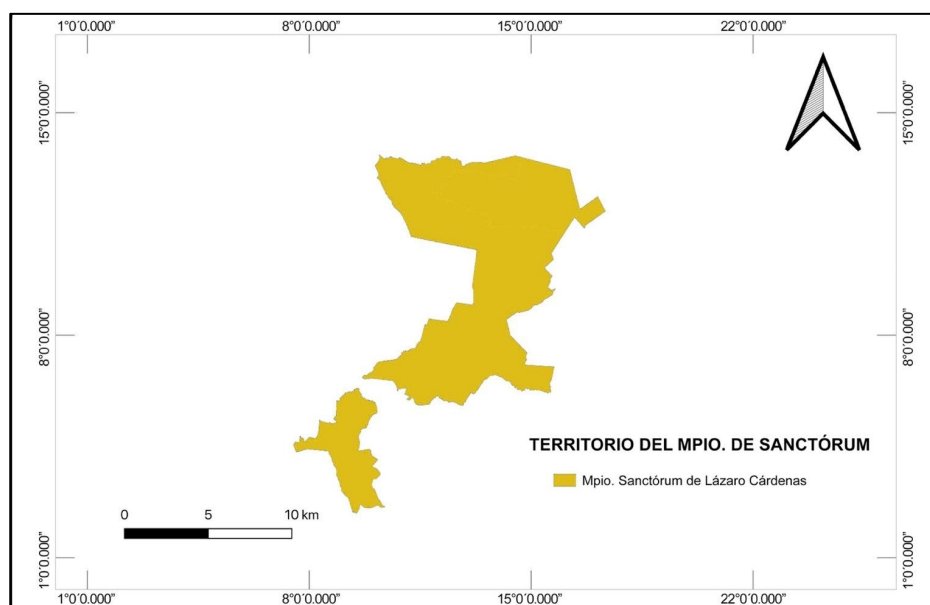 1°0'0.000" 8°0'0.000" 15°0'0.000" 22°0'0.000"
15°0'0.000" 15°0'0.000"
8°0'0.000" 8°0'0.000"
TERRITORIO DEL MPIO. DE SANCTÓRUM
Mpio. Sanctórum de Lázaro Cárdenas
0 5 10 km
1°0'0.000" 1°0'0.000"
1°0'0.000" 8°0'0.000" 15°0'0.000" 22°0'0.000"